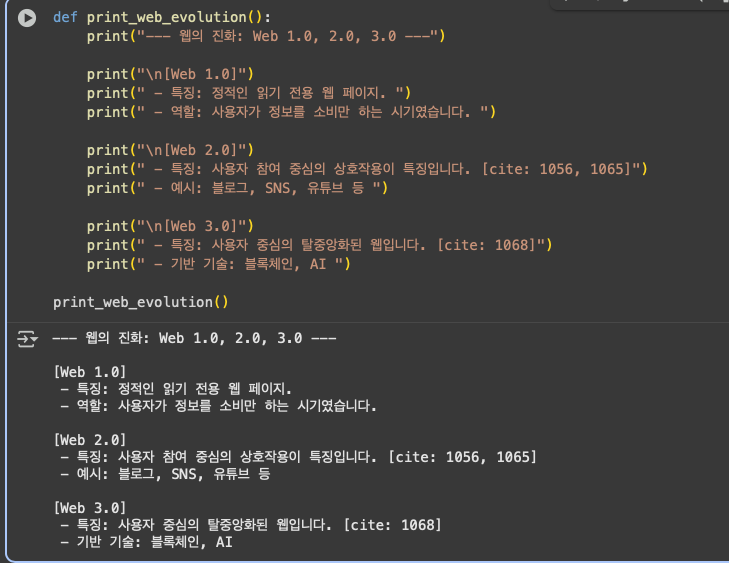 def print_web_evolution():
    print("--- 웹의 진화: Web 1.0, 2.0, 3.0 ---")
    print("\n[Web 1.0]")
    print(" - 특징: 정적인 읽기 전용 웹 페이지. ")
    print(" - 역할: 사용자가 정보를 소비만 하는 시기였습니다. ")
    print("\n[Web 2.0]")
    print(" - 특징: 사용자 참여 중심의 상호작용이 특징입니다. [cite: 1056, 1065]")
    print(" - 예시: 블로그, SNS, 유튜브 등 ")
    print("\n[Web 3.0]")
    print(" - 특징: 사용자 중심의 탈중앙화된 웹입니다. [cite: 1068]")
    print(" - 기반 기술: 블록체인, AI ")
print_web_evolution()
--- 웹의 진화: Web 1.0, 2.0, 3.0 ---
[Web 1.0]
 - 특징: 정적인 읽기 전용 웹 페이지.
 - 역할: 사용자가 정보를 소비만 하는 시기였습니다.
[Web 2.0]
 - 특징: 사용자 참여 중심의 상호작용이 특징입니다. [cite: 1056, 1065]
 - 예시: 블로그, SNS, 유튜브 등
[Web 3.0]
 - 특징: 사용자 중심의 탈중앙화된 웹입니다. [cite: 1068]
 - 기반 기술: 블록체인, AI